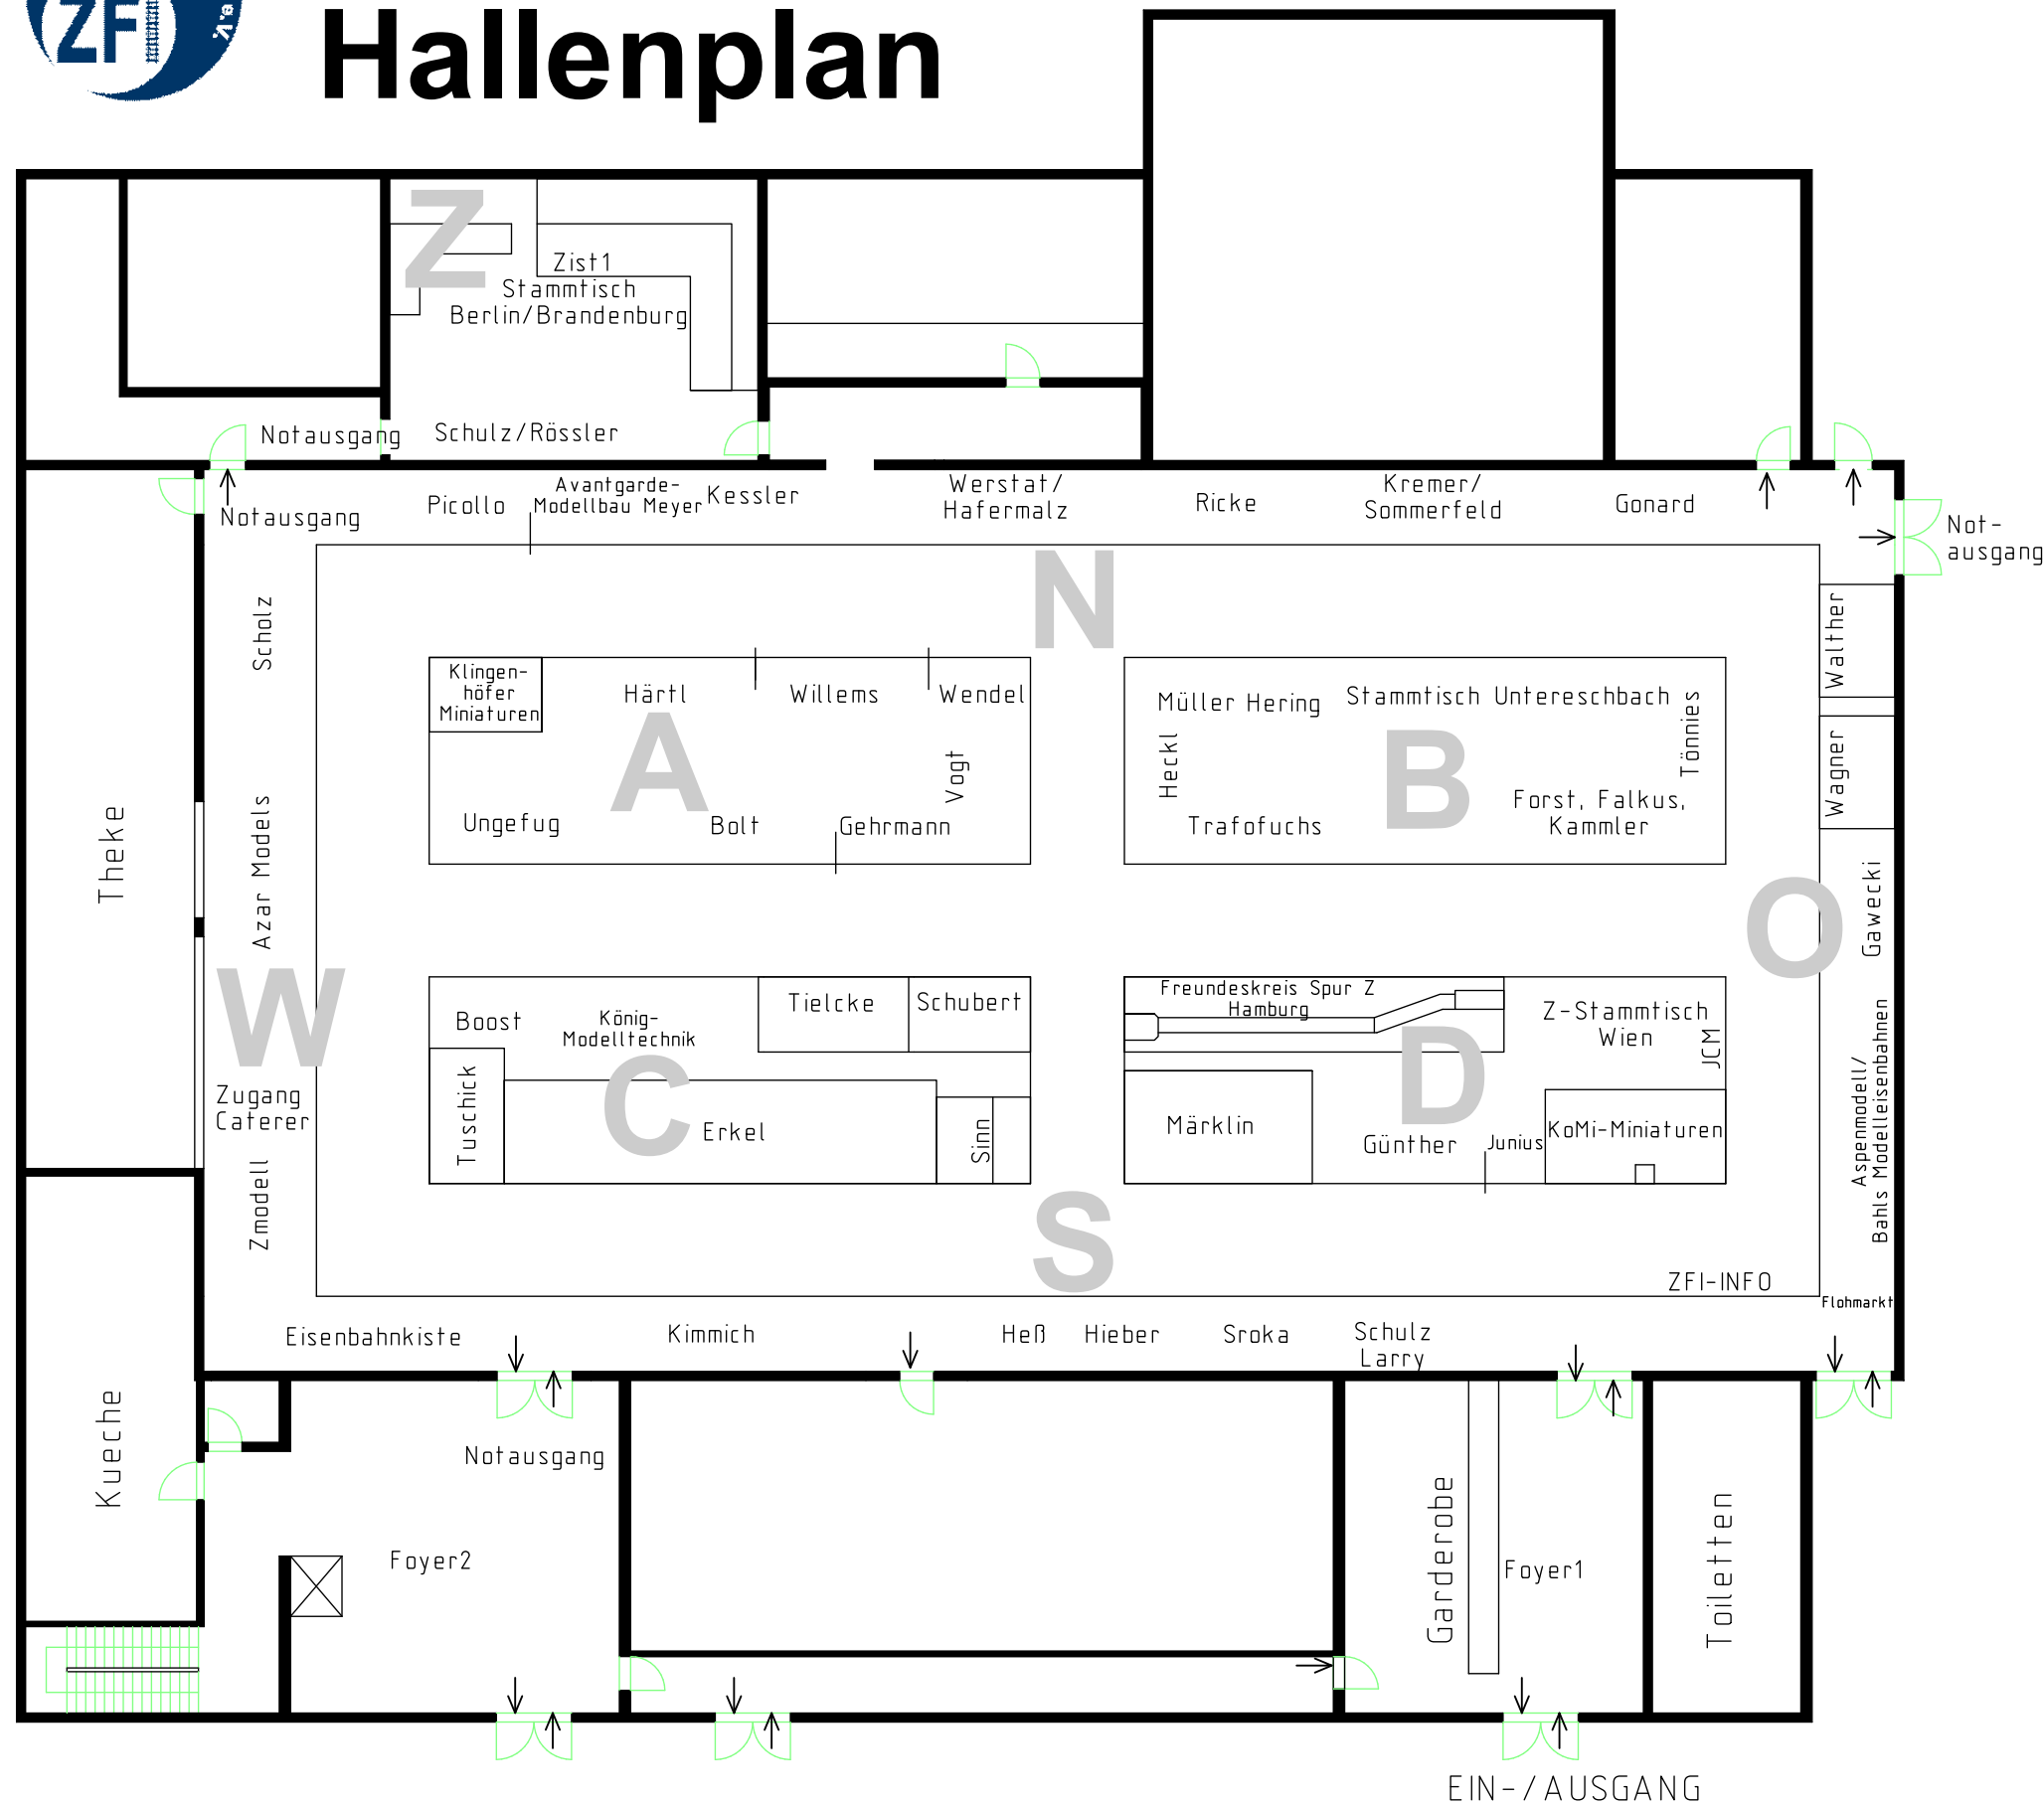 ZFI
e.V.
Hallenplan
Z
Zist1
Stammtisch
Berlin/Brandenburg
Notausgang
Schulz/Rössler
Notausgang
Picollo
Avantgarde-
Modellbau Meyer
Kessler
Werstat/
Hafermalz
Ricke
Kremer/
Sommerfeld
Gonard
Not-
ausgang
N
Scholz
Azar Models
W
Zugang
Caterer
Zmodell
Theke
Kueche
Klingen-
höfer
Miniaturen
Härtl
Willems
Wendel
A
Vogt
Ungefug
Bolt
Gehrmann
Müller Hering
Stammtisch Untereschbach
Tönnies
Heckl
B
Trafofuchs
Forst, Falkus,
Kammler
Walther
Wagner
O
Gawecki
Aspenmodell/
Bahls Modelleisenbahnen
Boost
König-
Modelltechnik
Tielcke
Schubert
Tuschick
C
Erkel
Sinn
Freundeskreis Spur Z
Hamburg
Z-Stammtisch
Wien
JCM
D
Märklin
Günther
Junius
KoMi-Miniaturen
S
ZFI-INFO
Flohmarkt
Eisenbahnkiste
Kimmich
Heß
Hieber
Sroka
Schulz
Larry
Notausgang
Foyer2
Garderobe
Foyer1
Toiletten
EIN-/AUSGANG